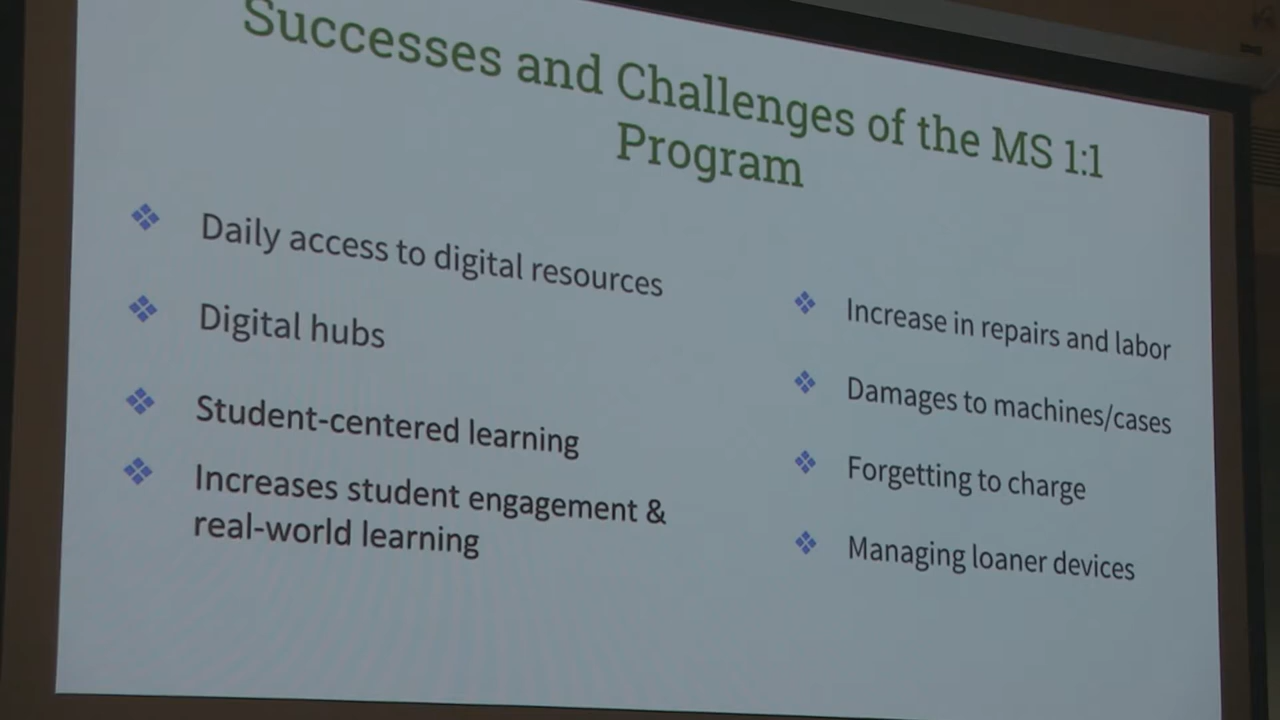 Successes and Challenges of the MS 1:1
Program
Daily access to digital resources
Digital hubs
Student-centered learning
Increases student engagement &
real-world learning
Increase in repairs and labor
Damages to machines/cases
Forgetting to charge
Managing loaner devices